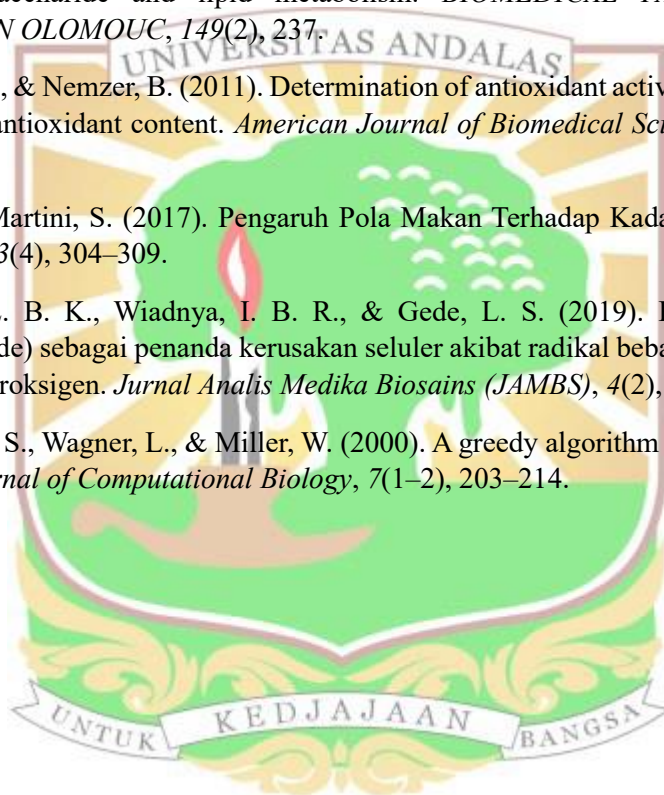 saccharide and lipid metabolism. BIOMEDICAL
N OLOMOUC, 149(2), 237.
UNIVERSITAS ANDALAS
, & Nemzer, B. (2011). Determination of antioxidant activ
antioxidant content. American Journal of Biomedical Sci
Martini, S. (2017). Pengaruh Pola Makan Terhadap Kada
3(4), 304–309.
B. K., Wiadnya, I. B. R., & Gede, L. S. (2019).
de) sebagai penanda kerusakan seluler akibat radikal beba
roksigen. Jurnal Analis Medika Biosains (JAMBS), 4(2),
S., Wagner, L., & Miller, W. (2000). A greedy algorithm
rnal of Computational Biology, 7(1–2), 203–214.
UNTUK KEDJAJAAN BANGSA